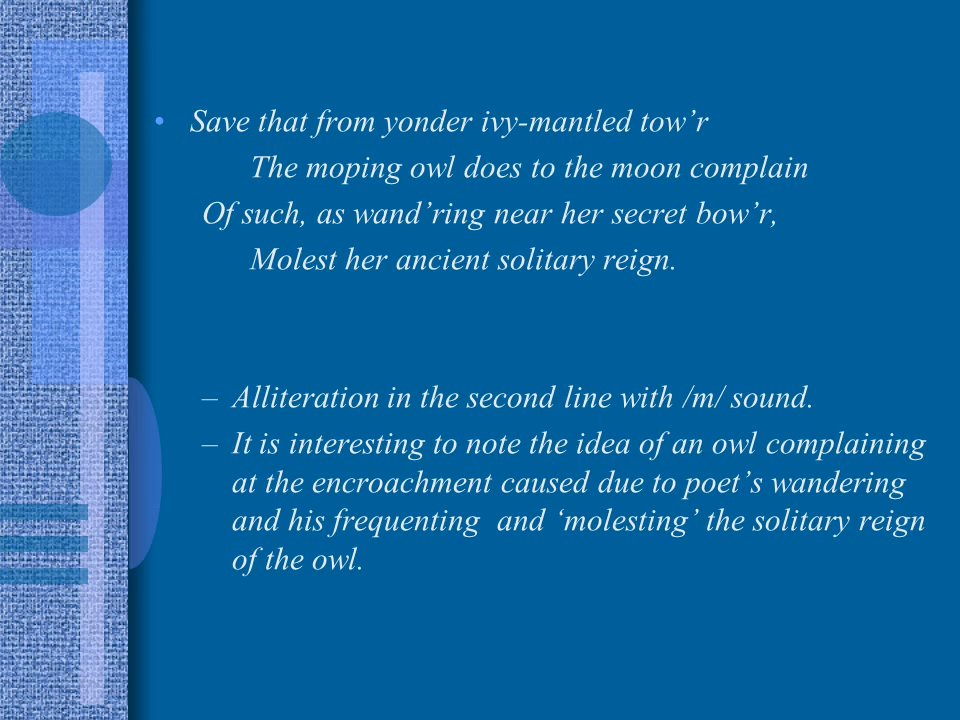 • Save that from yonder ivy-mantled tow’r
The moping owl does to the moon complain
Of such, as wand’ring near her secret bow’r,
Molest her ancient solitary reign.
– Alliteration in the second line with /m/ sound.
– It is interesting to note the idea of an owl complaining
at the encroachment caused due to poet’s wandering
and his frequenting and ‘molesting’ the solitary reign
of the owl.